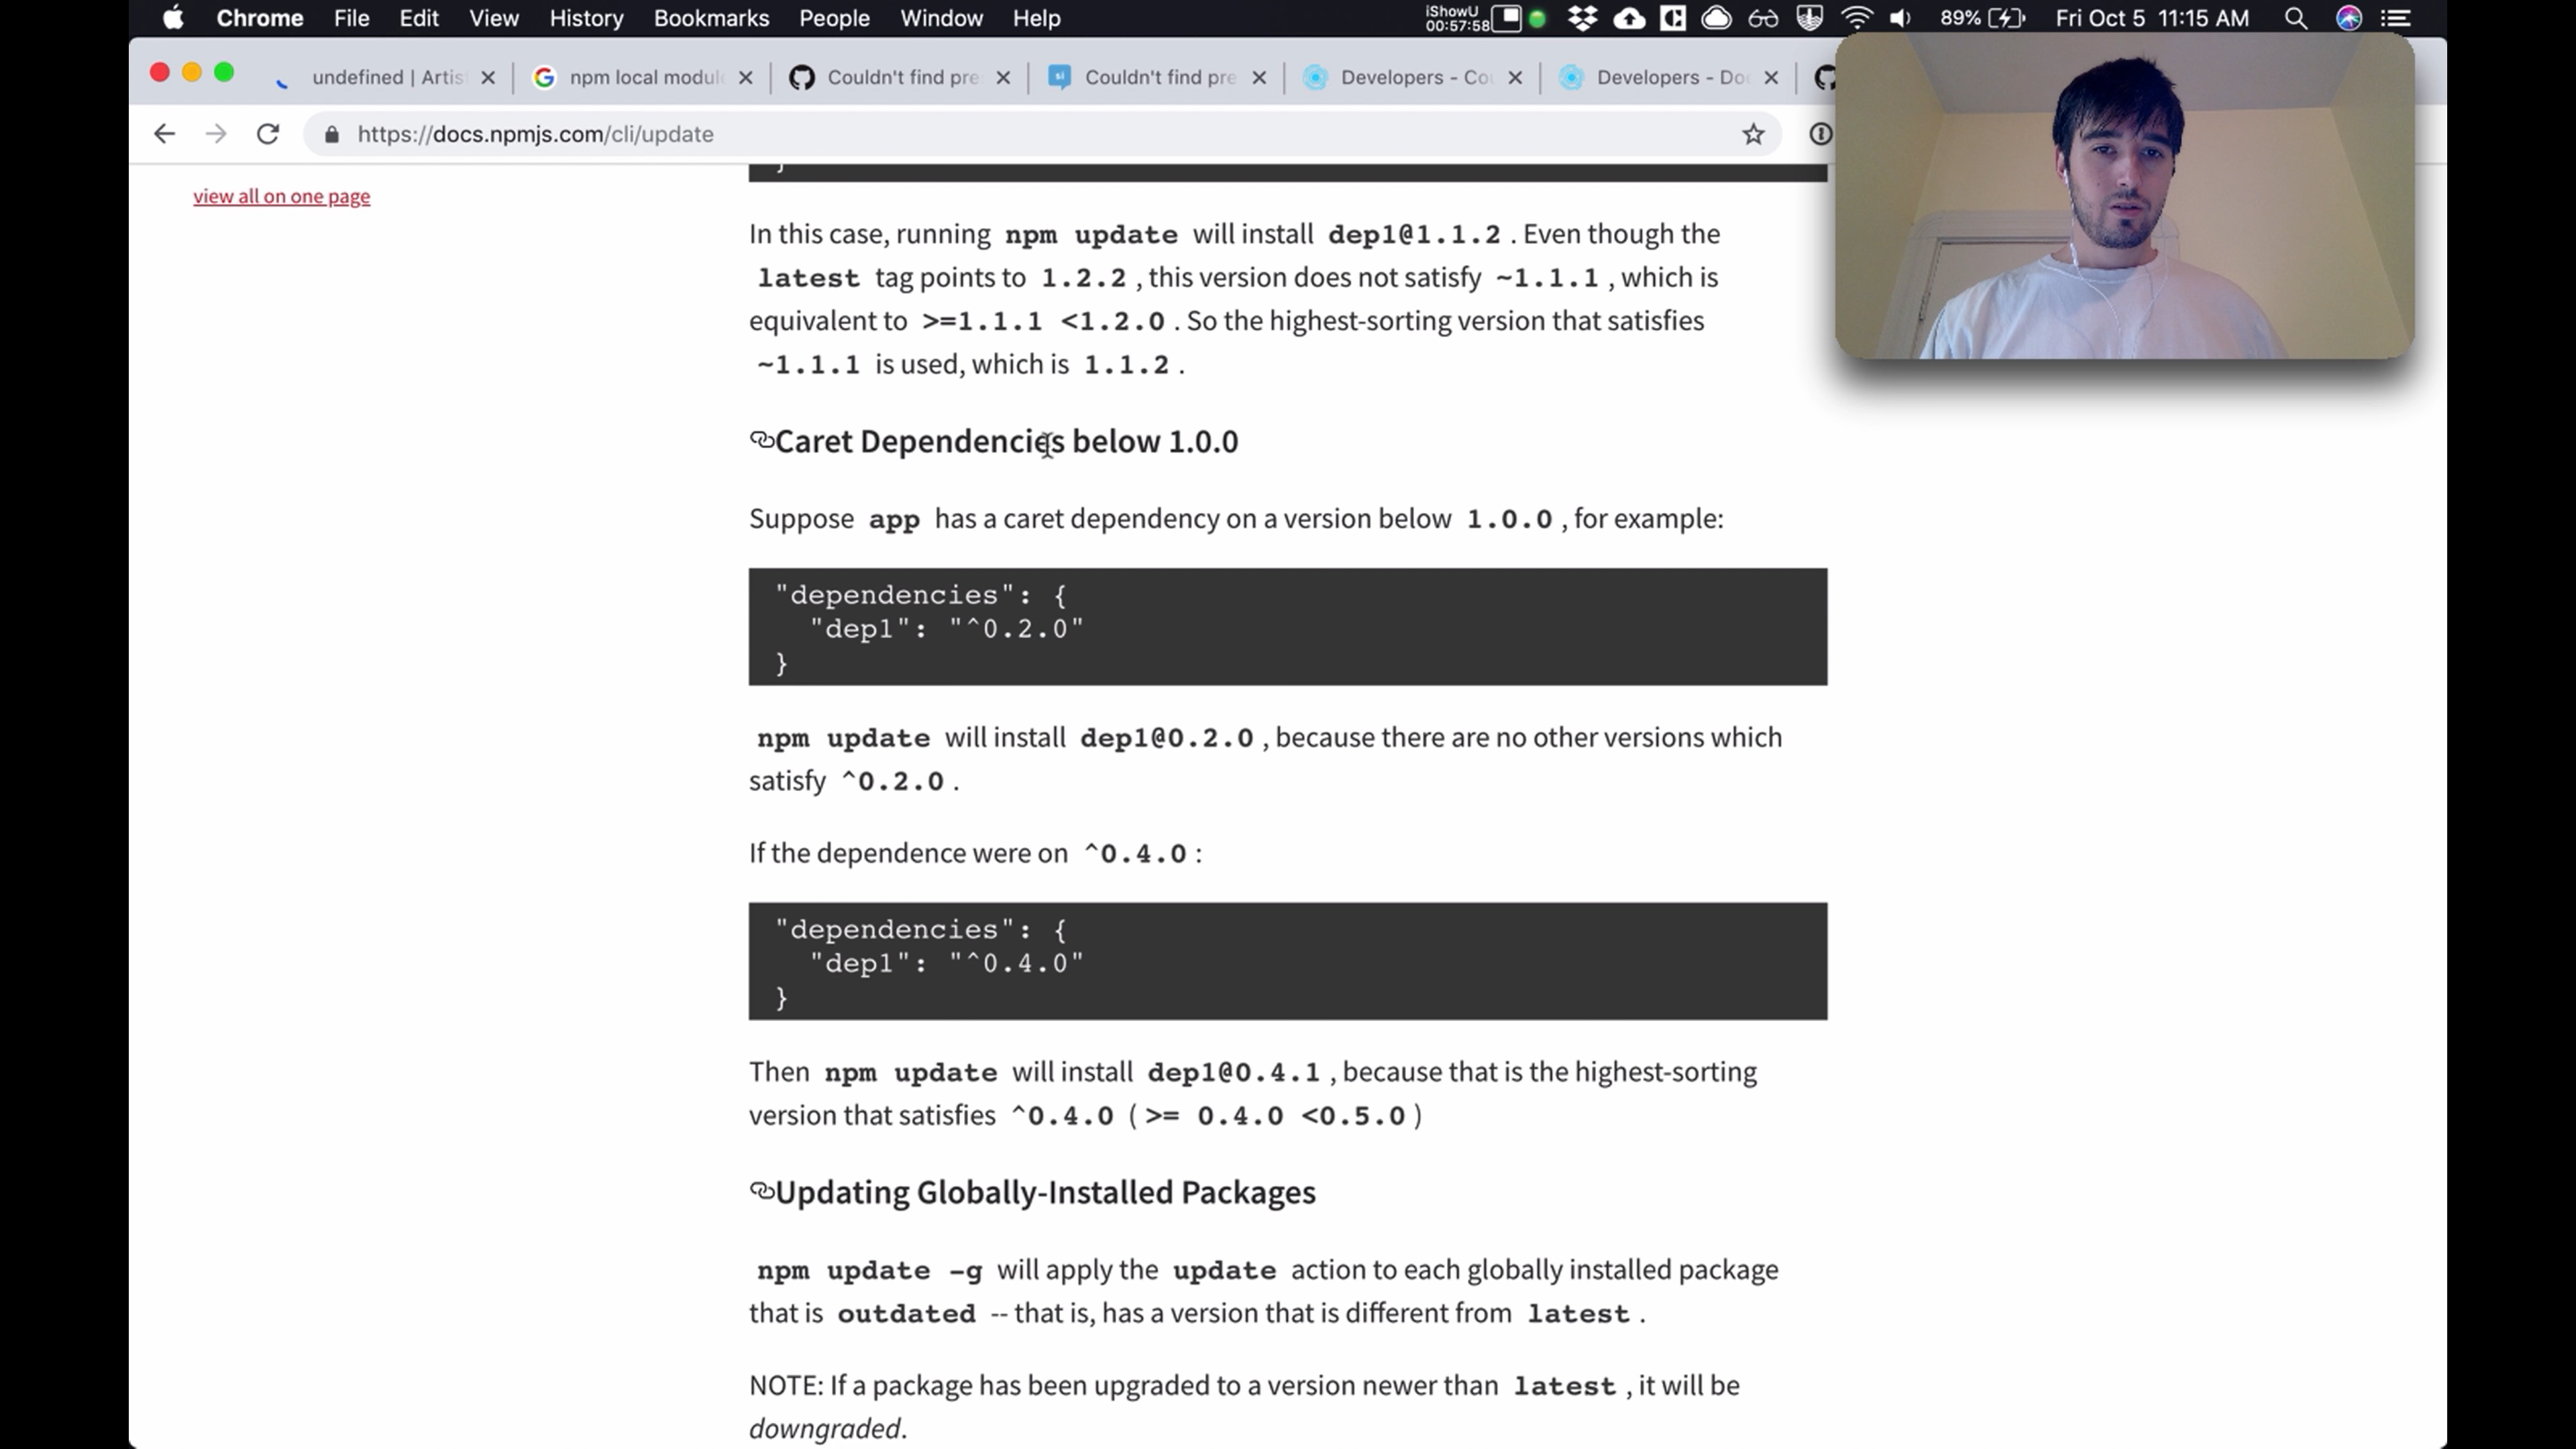 Chrome File Edit View History Bookmarks People Window Help iShowU 00:57:58 89% Fri Oct 5 11:15 AM
undefined | Artis npm local modul Couldn't find pre Couldn't find pre Developers - Co Developers - Do
https://docs.npmjs.com/cli/update
view all on one page
}
In this case, running npm update will install dep1@1.1.2 . Even though the
latest tag points to 1.2.2 , this version does not satisfy ~1.1.1 , which is
equivalent to >=1.1.1 <1.2.0 . So the highest-sorting version that satisfies
~1.1.1 is used, which is 1.1.2 .
Caret Dependencies below 1.0.0
Suppose app has a caret dependency on a version below 1.0.0 , for example:
"dependencies": {
"dep1": "^0.2.0"
}
npm update will install dep1@0.2.0 , because there are no other versions which
satisfy ^0.2.0 .
If the dependence were on ^0.4.0 :
"dependencies": {
"dep1": "^0.4.0"
}
Then npm update will install dep1@0.4.1 , because that is the highest-sorting
version that satisfies ^0.4.0 ( >= 0.4.0 <0.5.0 )
Updating Globally-Installed Packages
npm update -g will apply the update action to each globally installed package
that is outdated -- that is, has a version that is different from latest .
NOTE: If a package has been upgraded to a version newer than latest , it will be
downgraded.